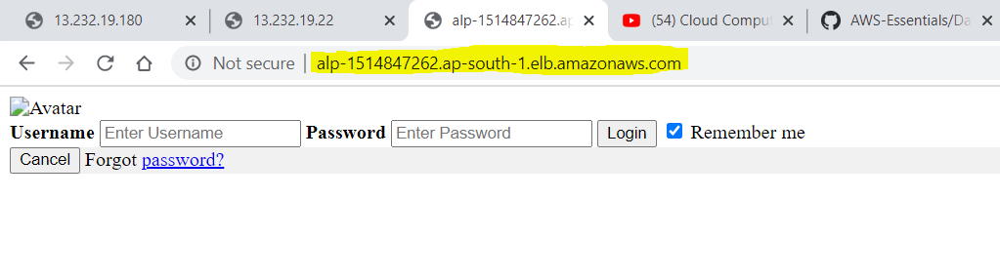 13.232.19.180
13.232.19.22
alp-1514847262.ap
(54) Cloud Comput
AWS-Essentials/Da
Not secure | alp-1514847262.ap-south-1.elb.amazonaws.com
Avatar
Username Enter Username Password Enter Password Login Remember me
Cancel Forgot password?